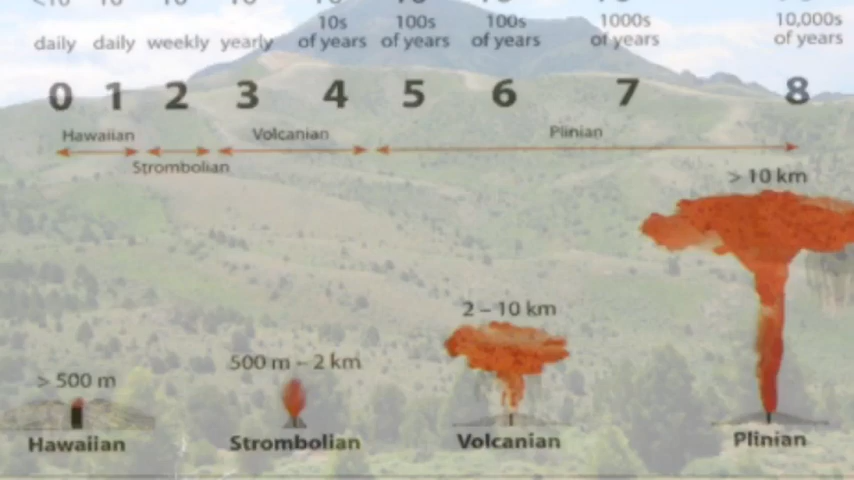 10s 100s 100s 1000s 10,000s
daily daily weekly yearly of years of years of years of years of years
0 1 2 3 4 5 6 7 8
Hawaiian Volcanian Plinian
Strombolian
> 10 km
2 – 10 km
500 m – 2 km
> 500 m
Hawaiian Strombolian Volcanian Plinian